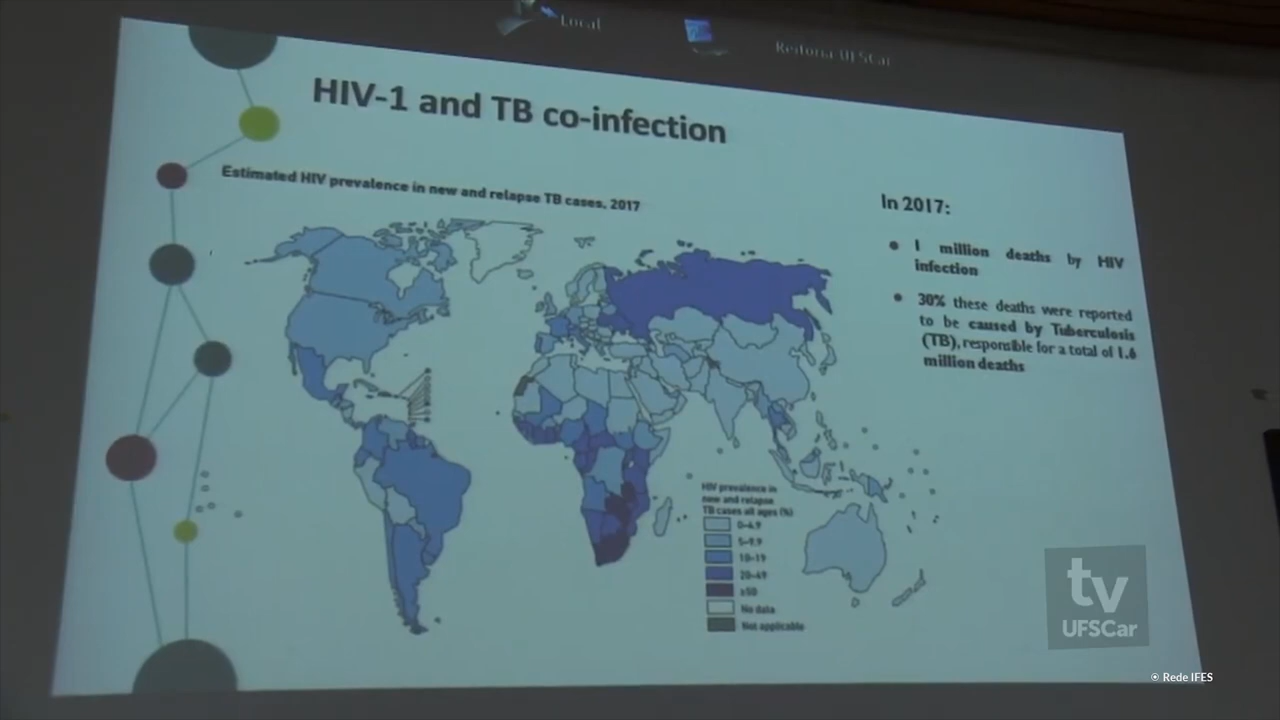 Local
Reitoria UFSCar
HIV-1 and TB co-infection
Estimated HIV prevalence in new and relapse TB cases, 2017
In 2017:
1 million deaths by HIV
infection
30% these deaths were reported
to be caused by Tuberculosis
(TB), responsible for a total of 1.6
million deaths
HIV prevalence in
new and relapse
TB cases all ages (%)
0–4.9
5–9.9
10–19
20–49
≥50
No data
Not applicable
tv
UFSCar
Rede IFES